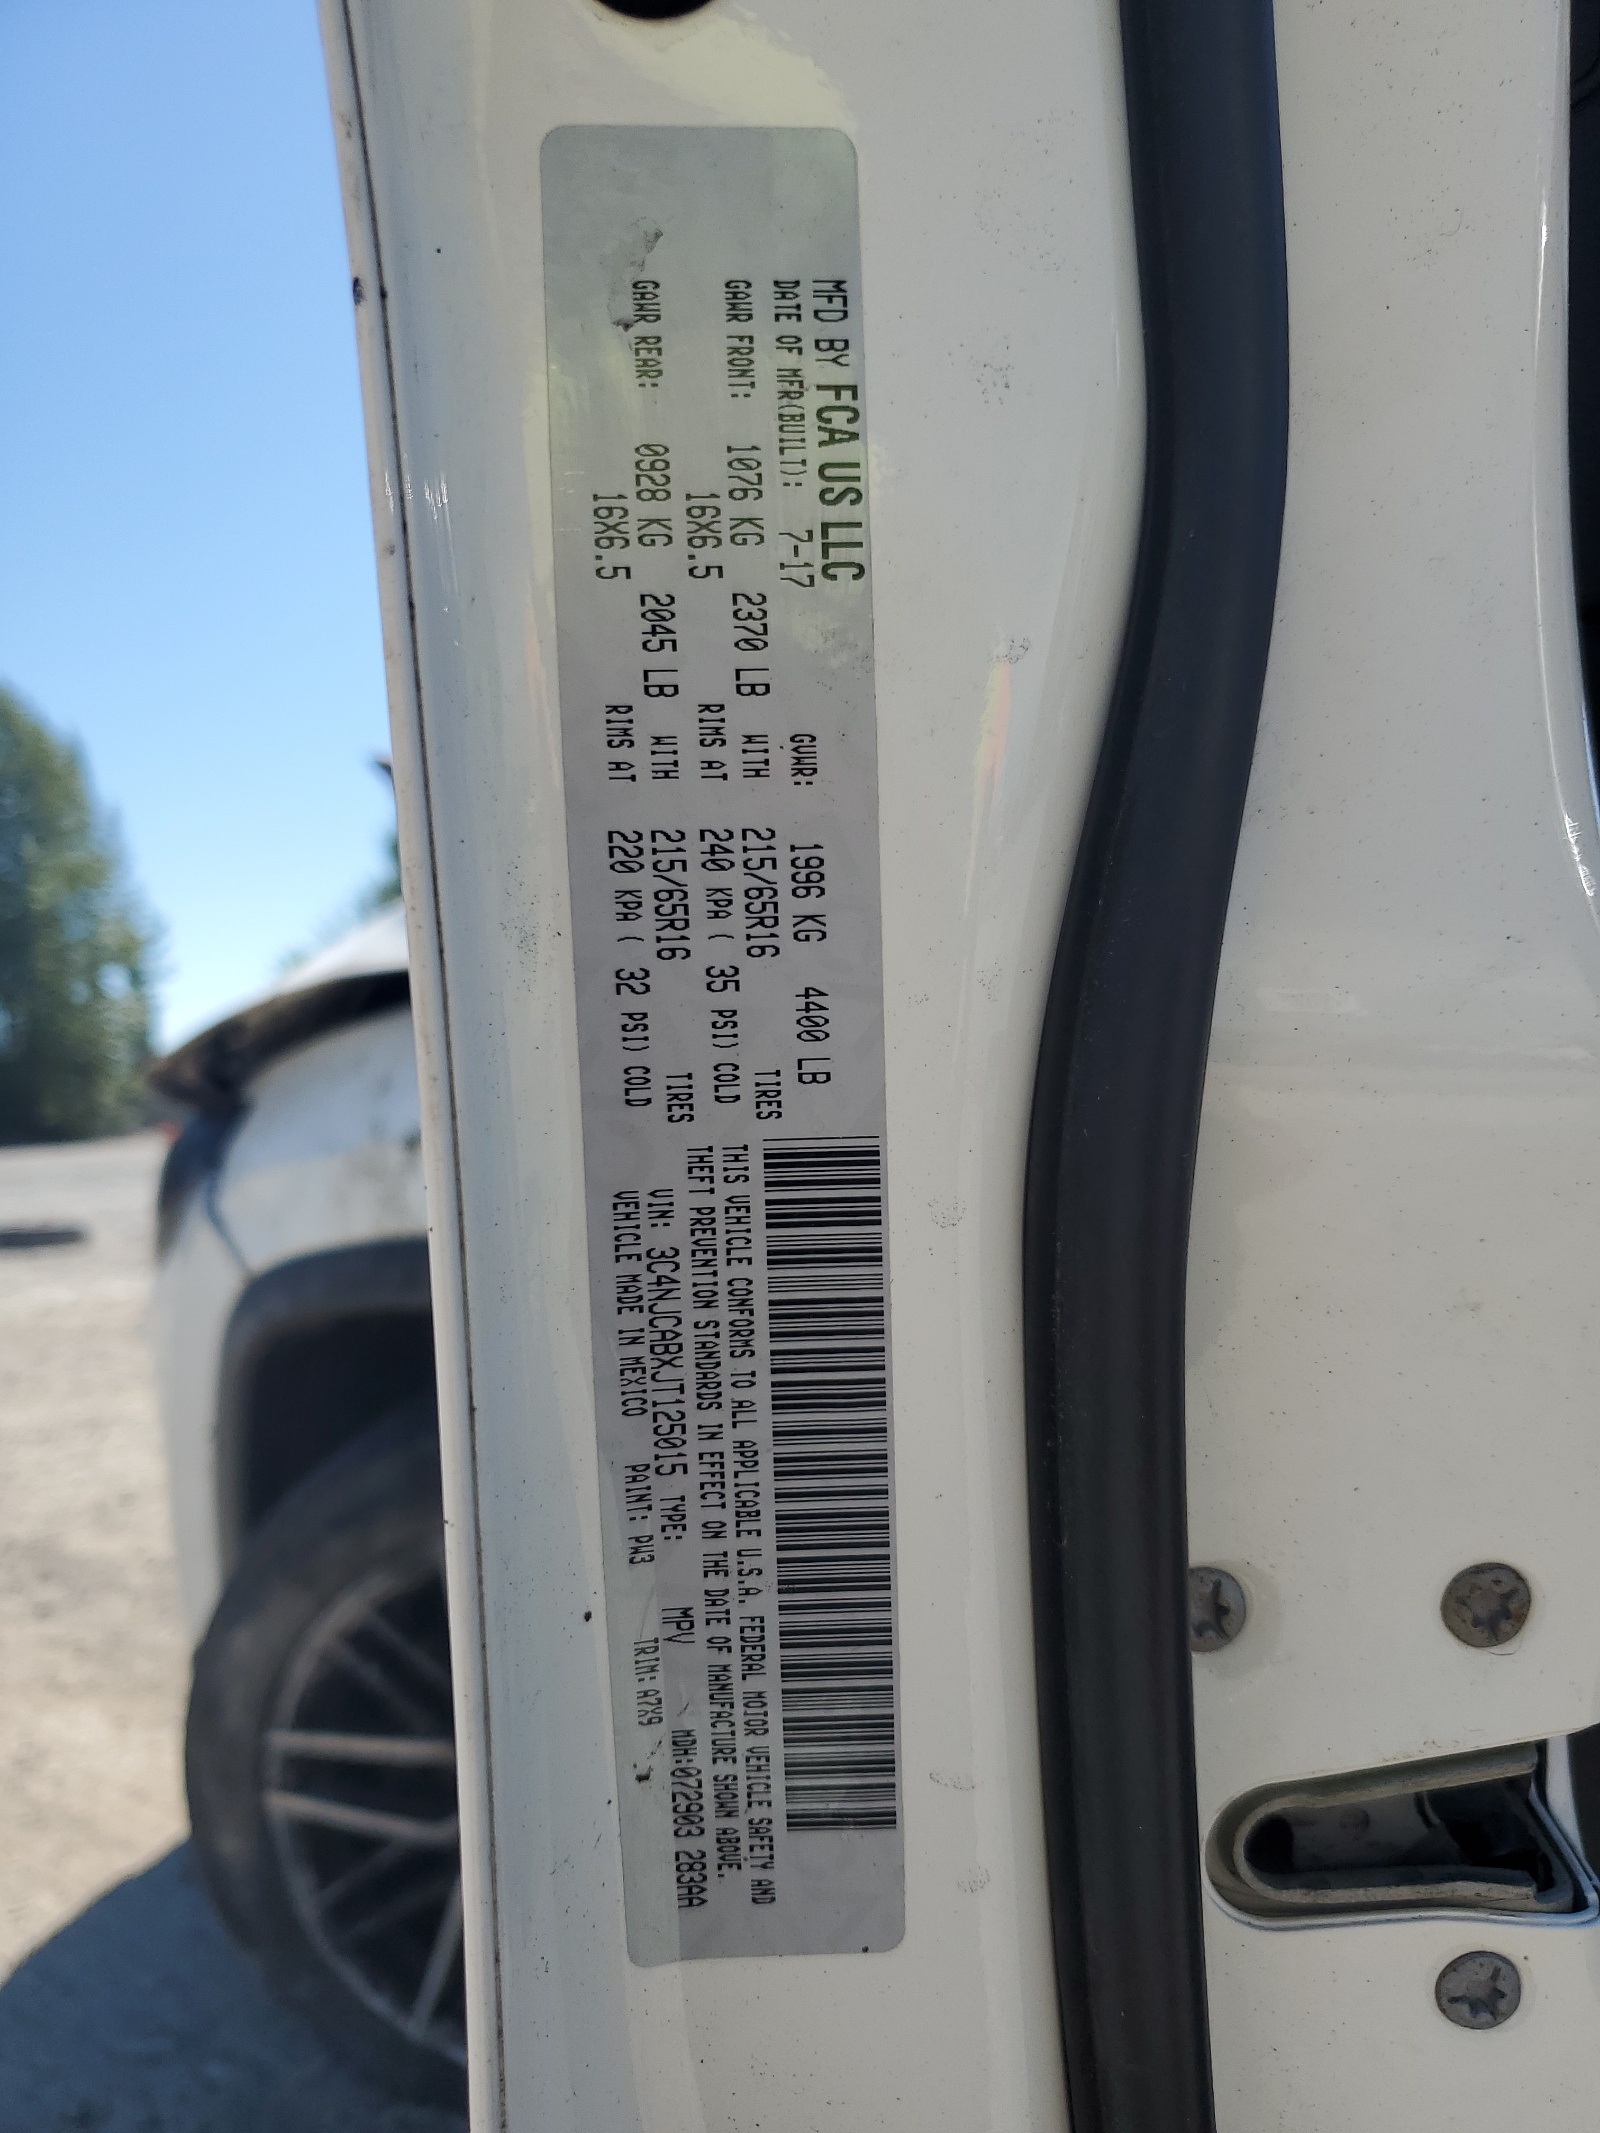 MFD BY FCA US LLC
DATE OF MFR(BUILT): 7-17 GVWR: 1996 KG 4400 LB
GAWR FRONT: 1076 KG 2370 LB WITH 215/65R16 TIRES
16X6.5 RIMS AT 240 KPA ( 35 PSI) COLD
GAWR REAR: 0928 KG 2045 LB WITH 215/65R16 TIRES
16X6.5 RIMS AT 220 KPA ( 32 PSI) COLD
THIS VEHICLE CONFORMS TO ALL APPLICABLE U.S.A. FEDERAL MOTOR VEHICLE SAFETY AND
THEFT PREVENTION STANDARDS IN EFFECT ON THE DATE OF MANUFACTURE SHOWN ABOVE.
VIN: 3C4NJCABXJT125015 TYPE: MPV MDH:072903 283AA
VEHICLE MADE IN MEXICO PAINT: PW3 TRIM: A7X9